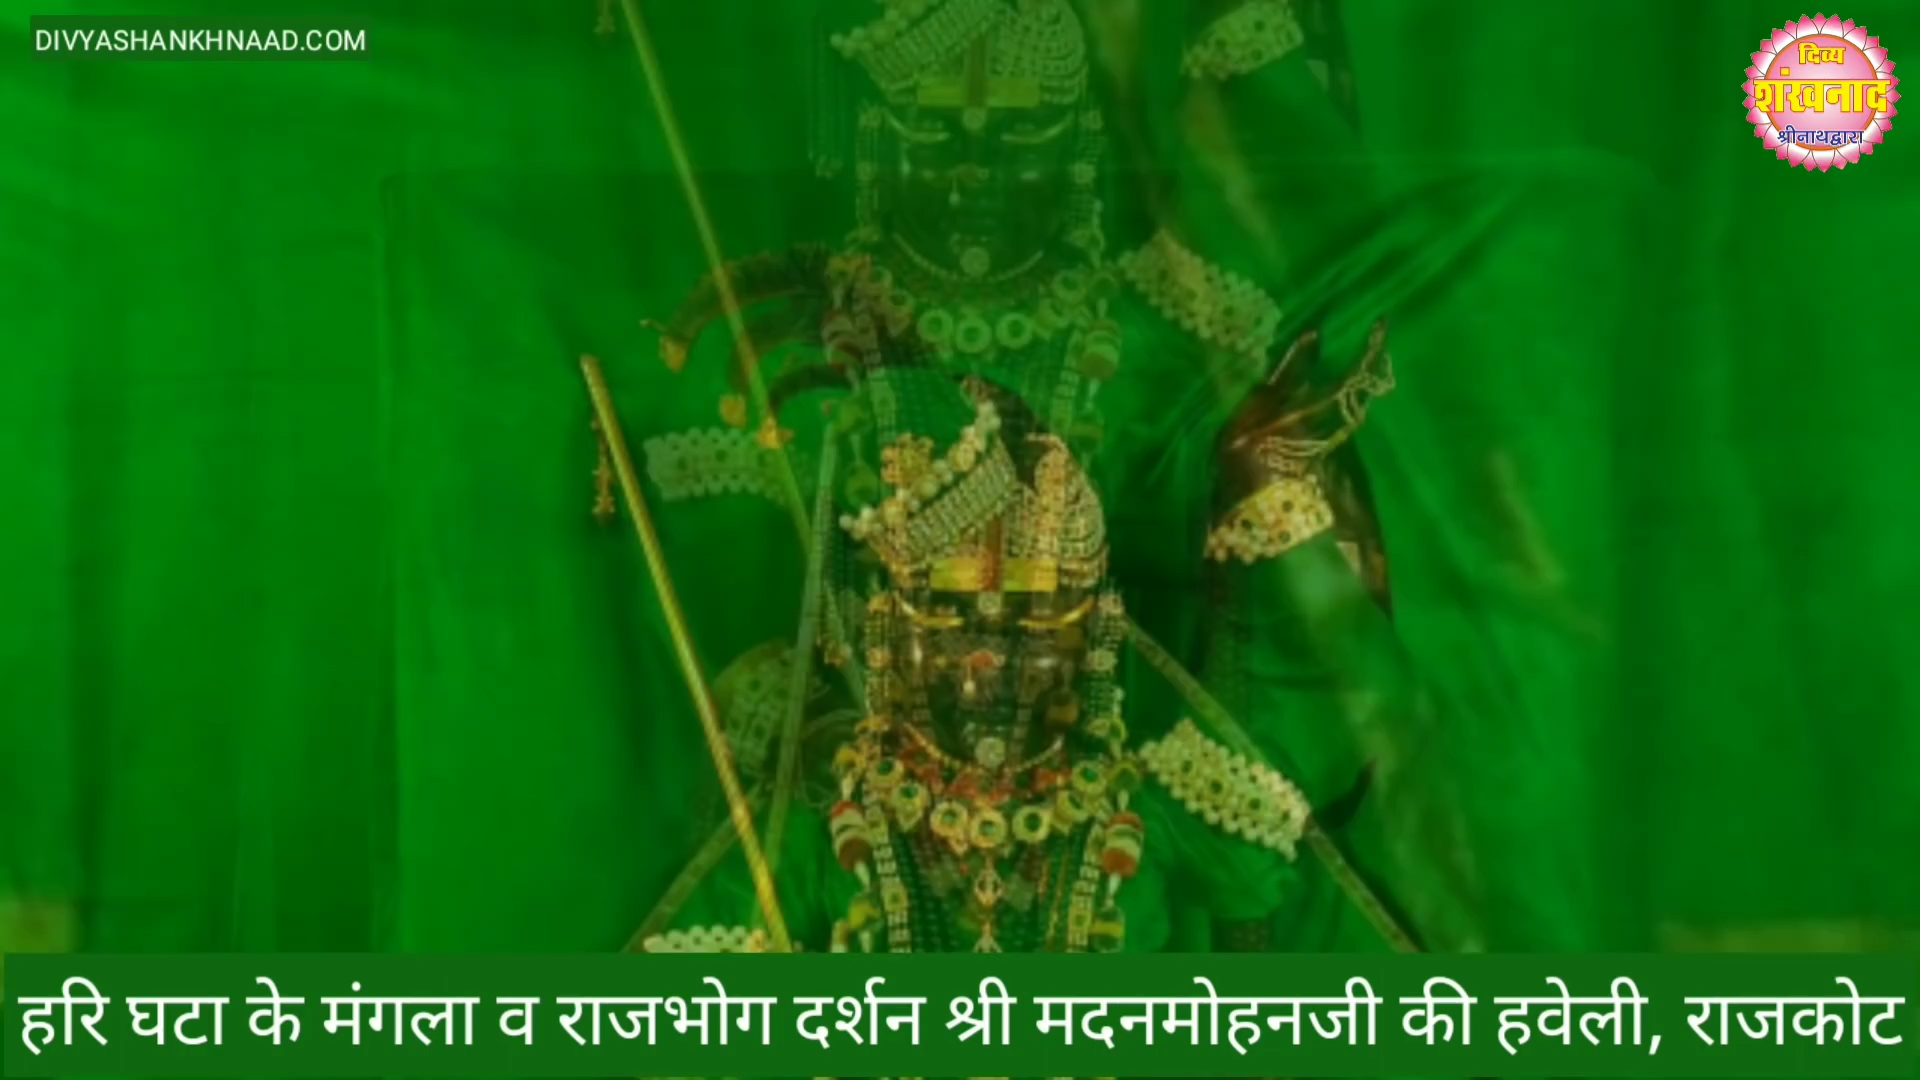 DIVYASHANKHNAAD.COM
दिव्य
शंखनाद
श्रीनाथद्वारा
हरि घटा के मंगला व राजभोग दर्शन श्री मदनमोहनजी की हवेली, राजकोट